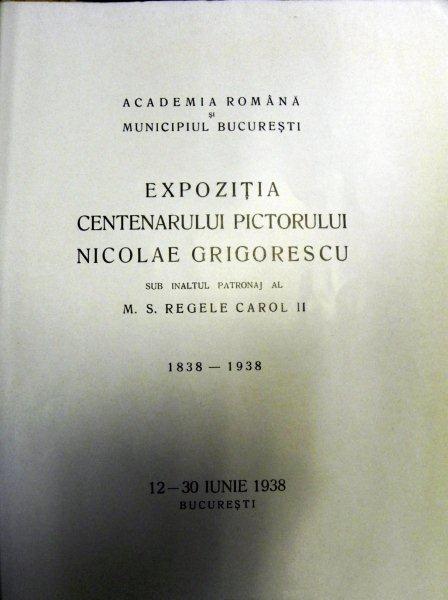 ACADEMIA ROMÂNĂ
ȘI
MUNICIPIUL BUCUREȘTI
EXPOZIȚIA
CENTENARULUI PICTORULUI
NICOLAE GRIGORESCU
SUB INALTUL PATRONAJ AL
M. S. REGELE CAROL II
1838 — 1938
12—30 IUNIE 1938
BUCUREȘTI